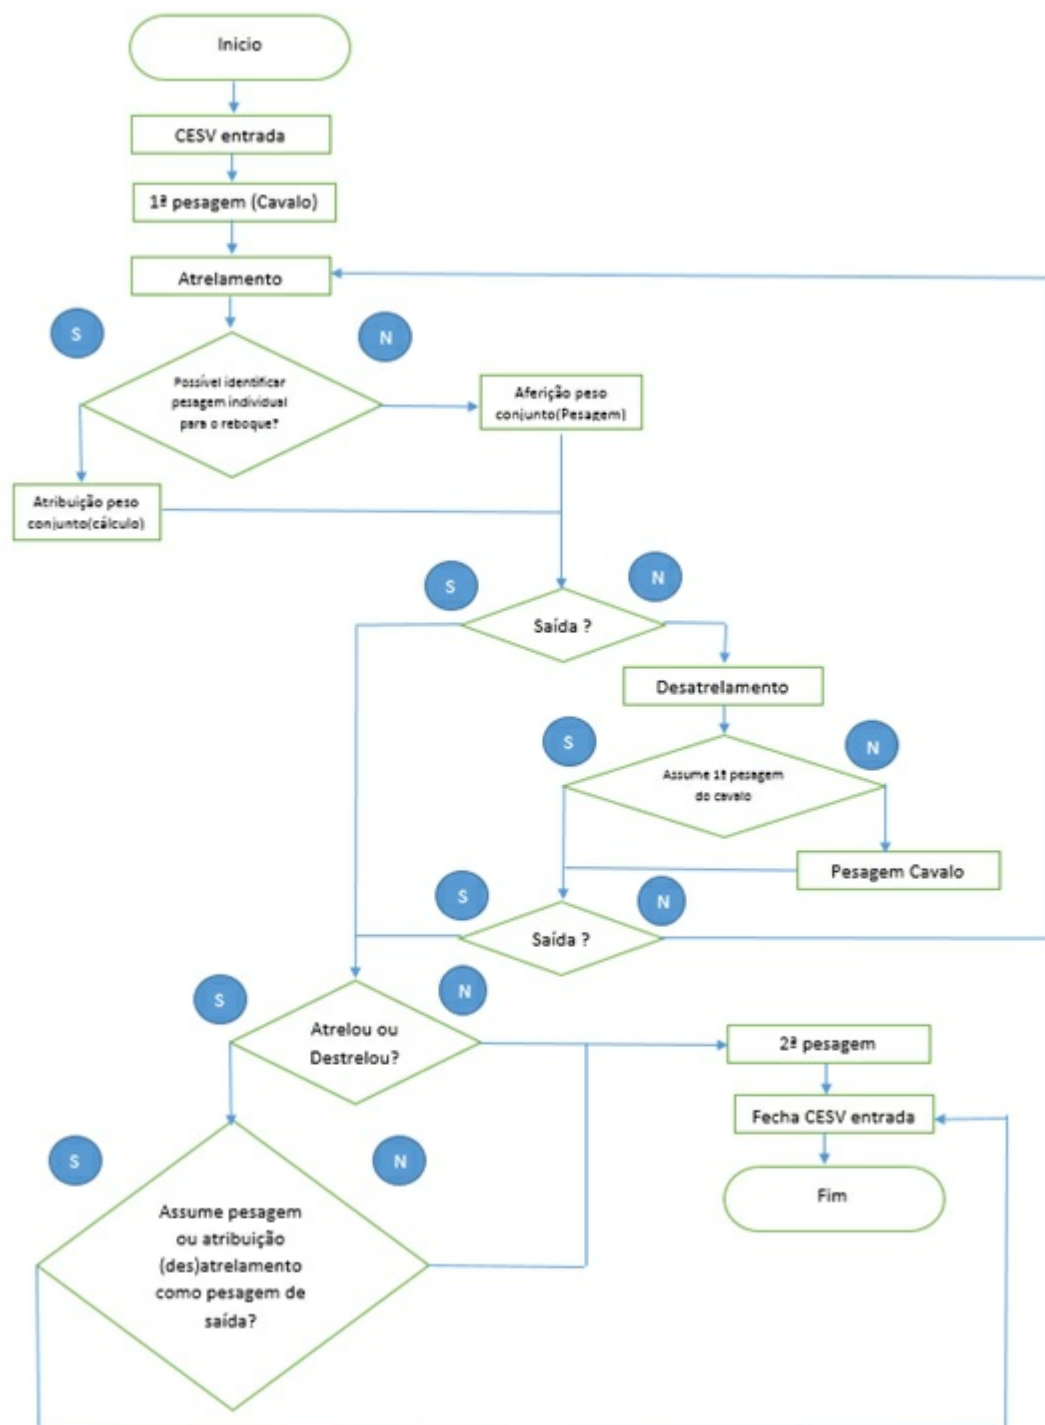 Inicio
CESV entrada
1ª pesagem (Cavalo)
Atrelamento
S
N
Possível identificar
pesagem individual
para o reboque?
Aferição peso
conjunto(Pesagem)
Atribuição peso
conjunto(cálculo)
S
N
Saída ?
Desatrelamento
S
N
Assume 1ª pesagem
do cavalo
Pesagem Cavalo
S
N
Saída ?
S
N
Atrelou ou
Destrelou?
2ª pesagem
Fecha CESV entrada
S
N
Fim
Assume pesagem
ou atribuição
(des)atrelamento
como pesagem de
saída?